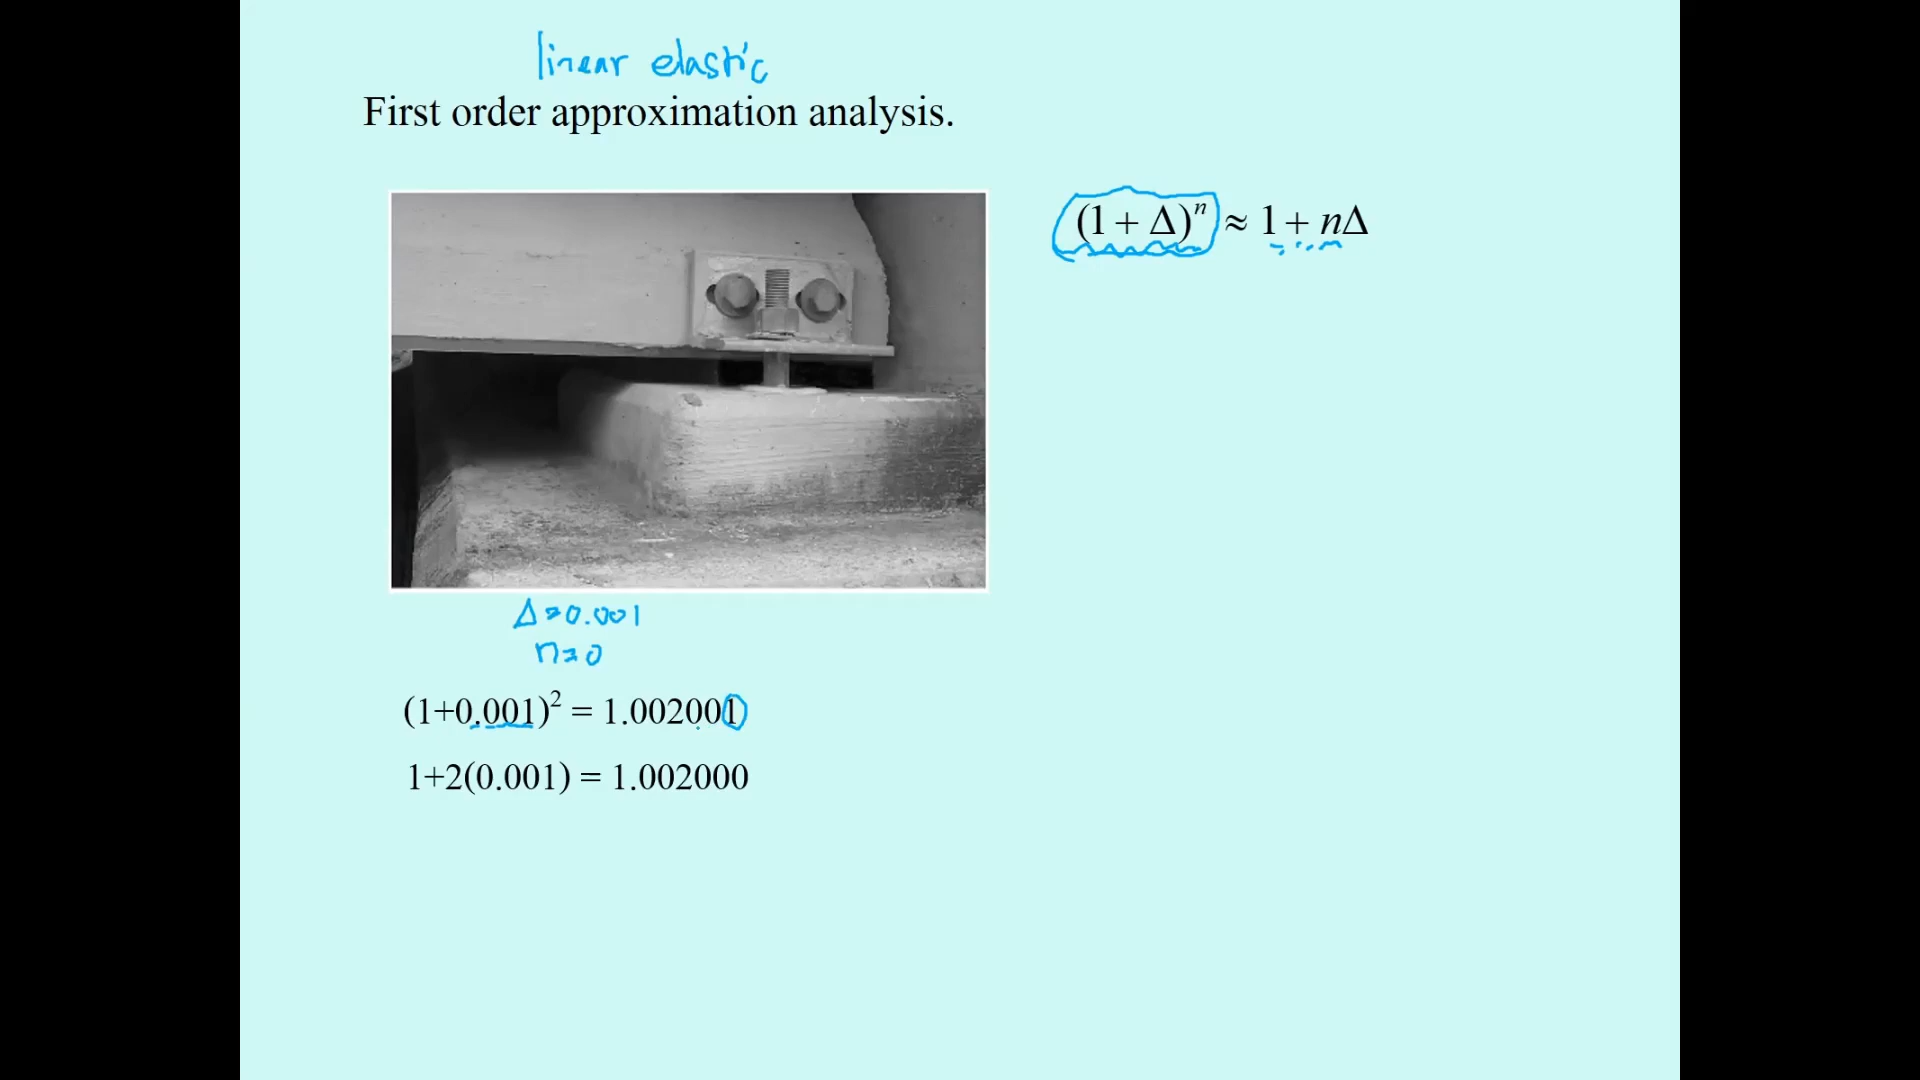 linear elastic
First order approximation analysis.
(1 + Δ)ⁿ ≈ 1 + nΔ
Δ = 0.001
n = 0
(1+0.001)² = 1.002001
1+2(0.001) = 1.002000